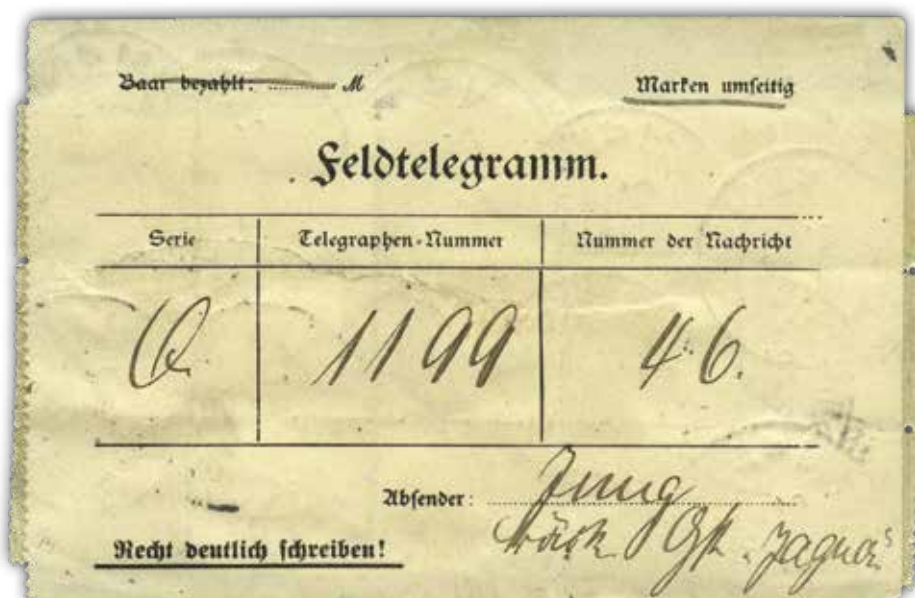 Baar bezahlt: ........ M Marken umseitig
Feldtelegramm.
Serie Telegraphen-Nummer Nummer der Nachricht
Q. 1199 46.
Absender: Jung
Recht deutlich schreiben!